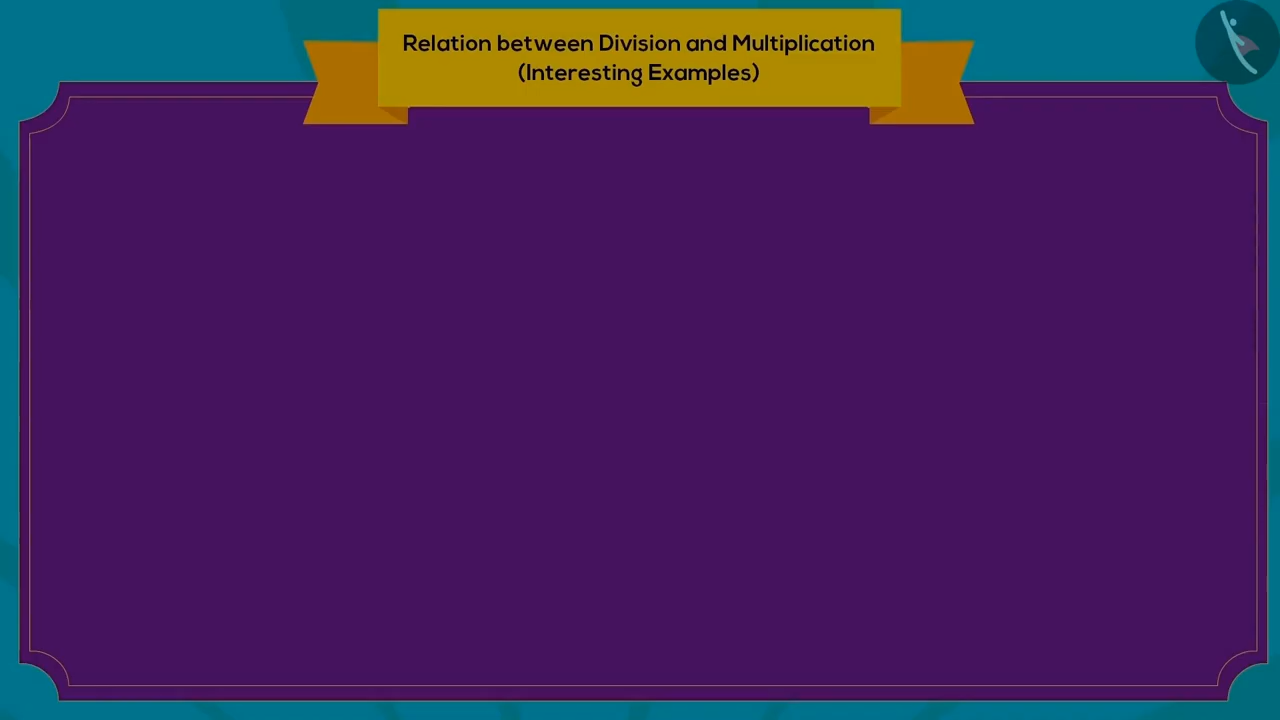 Relation between Division and Multiplication
(Interesting Examples)